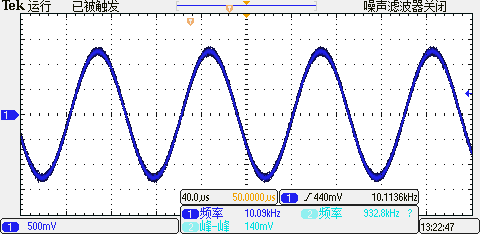 Tek 运行 已被触发 噪声滤波器关闭
1
40.0μs 50.0000μs 1 440mV 10.1136kHz
1 频率 10.09kHz 2 频率 332.8kHz ?
1 500mV 2 峰-峰 140mV 13:22:47